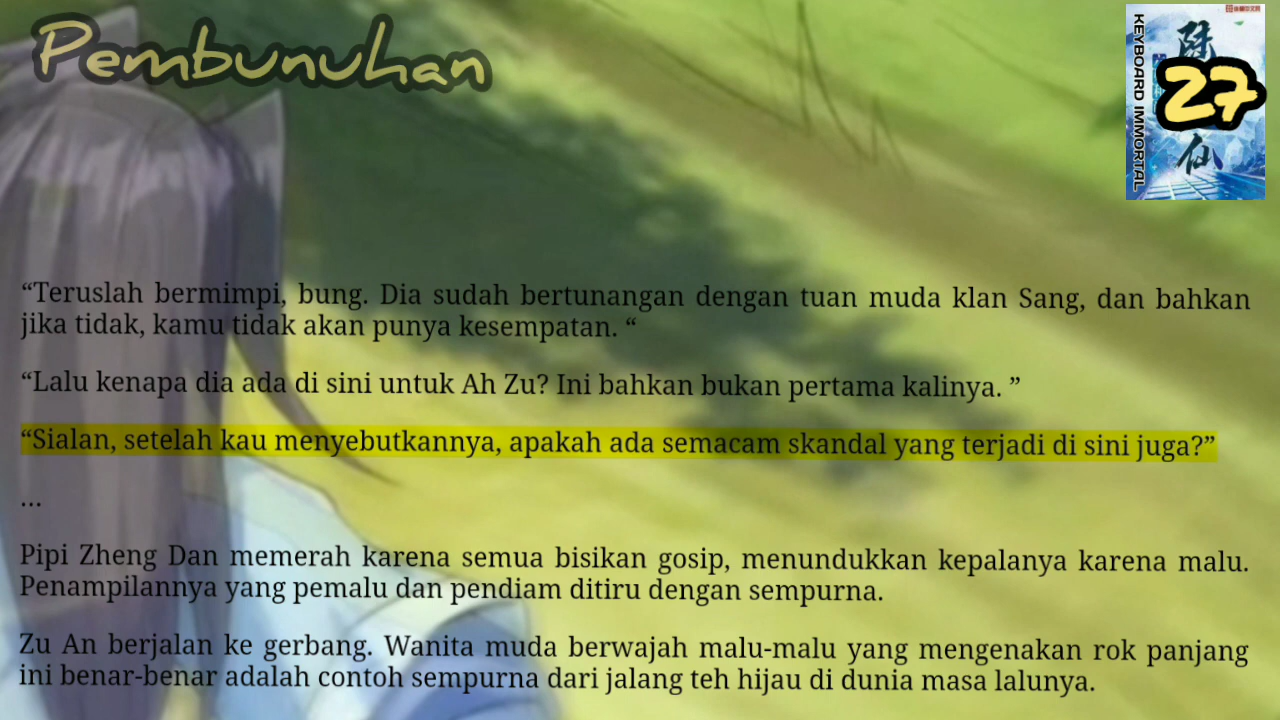 Pembunuhan
KEYBOARD IMMORTAL
陆
仙
27
“Teruslah bermimpi, bung. Dia sudah bertunangan dengan tuan muda klan Sang, dan bahkan
jika tidak, kamu tidak akan punya kesempatan. “
“Lalu kenapa dia ada di sini untuk Ah Zu? Ini bahkan bukan pertama kalinya. ”
“Sialan, setelah kau menyebutkannya, apakah ada semacam skandal yang terjadi di sini juga?”
…
Pipi Zheng Dan memerah karena semua bisikan gosip, menundukkan kepalanya karena malu.
Penampilannya yang pemalu dan pendiam ditiru dengan sempurna.
Zu An berjalan ke gerbang. Wanita muda berwajah malu-malu yang mengenakan rok panjang
ini benar-benar adalah contoh sempurna dari jalang teh hijau di dunia masa lalunya.